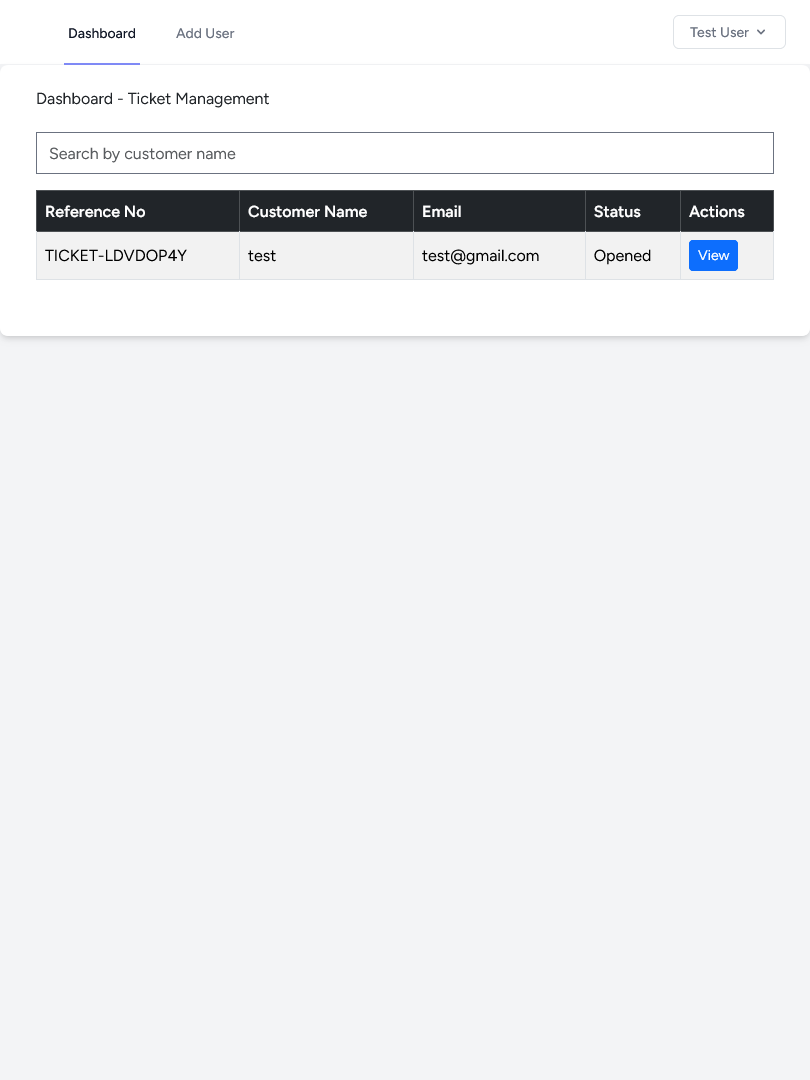 Dashboard Add User Test User
Dashboard - Ticket Management
Search by customer name
Reference No Customer Name Email Status Actions
TICKET-LDVDOP4Y test test@gmail.com Opened View